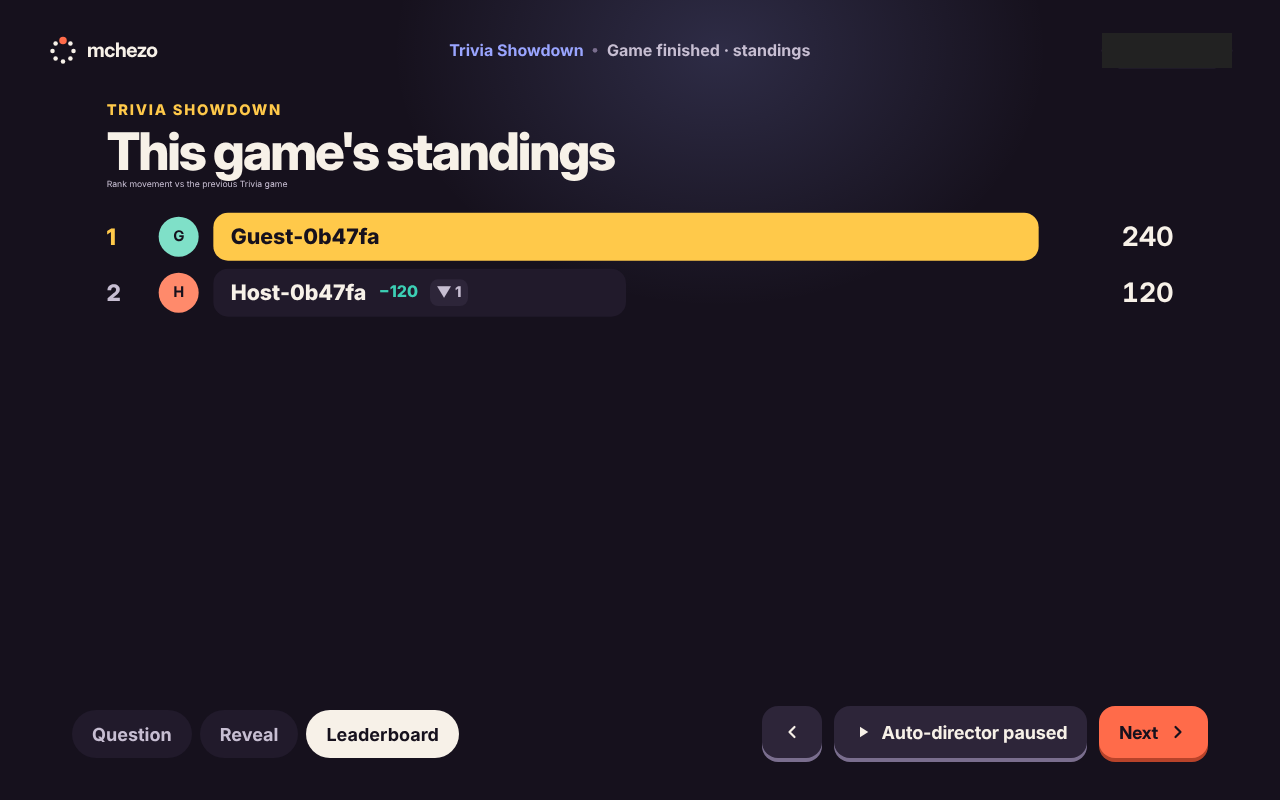 mchezo
Trivia Showdown • Game finished · standings
TRIVIA SHOWDOWN
This game's standings
Rank movement vs the previous Trivia game
1 G Guest-0b47fa 240
2 H Host-0b47fa −120 ▼ 1 120
Question Reveal Leaderboard Auto-director paused Next